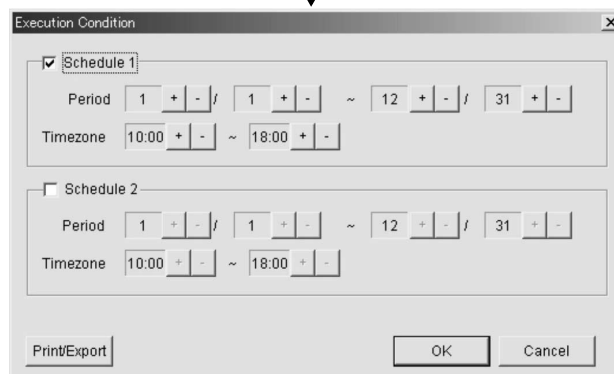 Execution Condition x
Schedule 1
Period 1 + - / 1 + - ~ 12 + - / 31 + -
Timezone 10:00 + - ~ 18:00 + -
Schedule 2
Period 1 + - / 1 + - ~ 12 + - / 31 + -
Timezone 10:00 + - ~ 18:00 + -
Print/Export OK Cancel